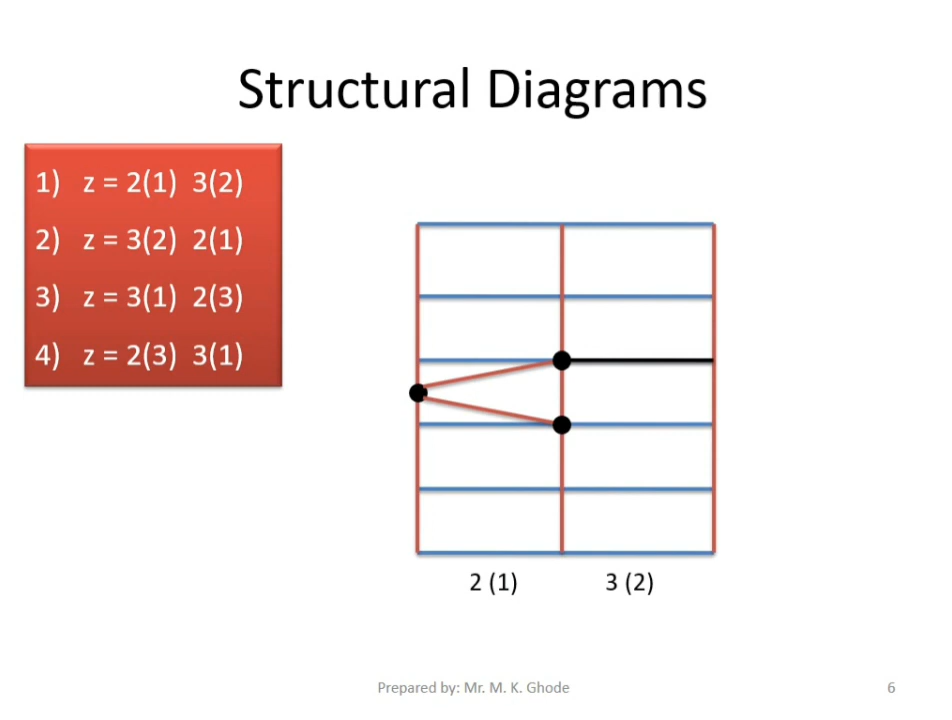 Structural Diagrams
1) z = 2(1) 3(2)
2) z = 3(2) 2(1)
3) z = 3(1) 2(3)
4) z = 2(3) 3(1)
2 (1) 3 (2)
Prepared by: Mr. M. K. Ghode 6